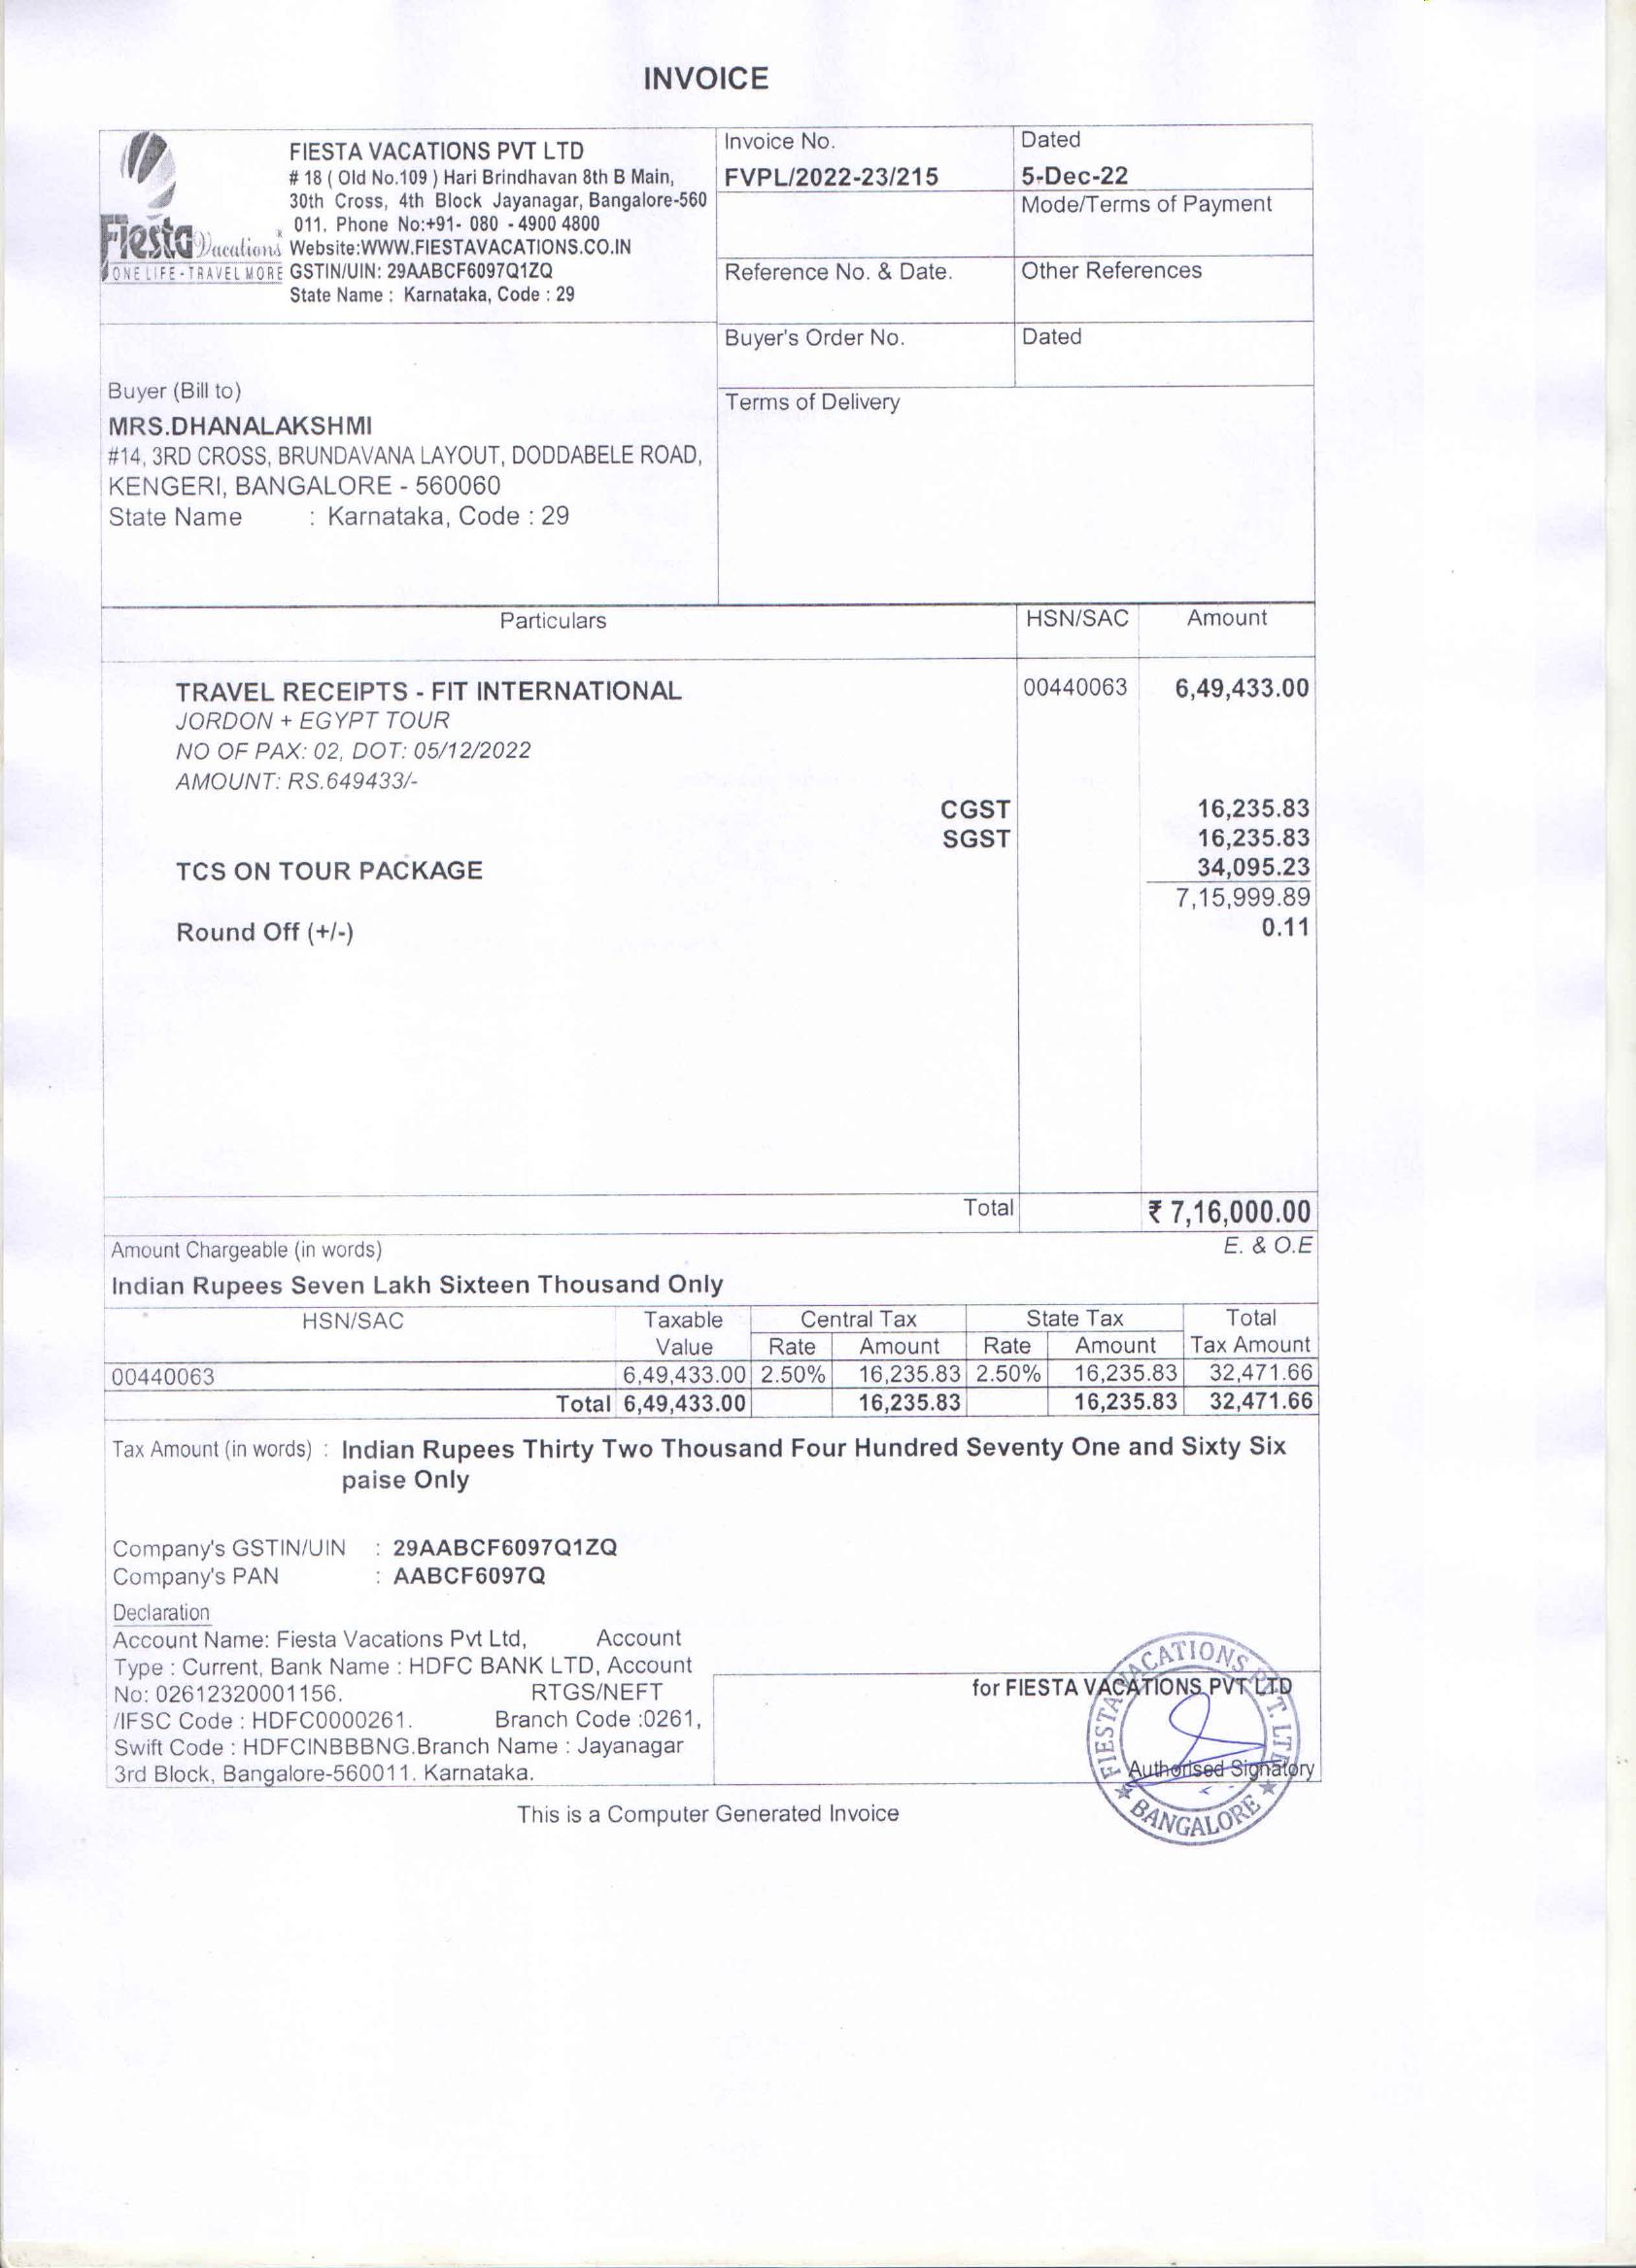 INVOICE
FIESTA VACATIONS PVT LTD
# 18 ( Old No.109 ) Hari Brindhavan 8th B Main,
30th Cross, 4th Block Jayanagar, Bangalore-560
011. Phone No:+91- 080 - 4900 4800
Website:WWW.FIESTAVACATIONS.CO.IN
GSTIN/UIN: 29AABCF6097Q1ZQ
State Name : Karnataka, Code : 29
Fiesta Vacations
ONE LIFE - TRAVEL MORE
Invoice No.
FVPL/2022-23/215
Dated
5-Dec-22
Mode/Terms of Payment
Reference No. & Date.
Other References
Buyer's Order No.
Dated
Terms of Delivery
Buyer (Bill to)
MRS.DHANALAKSHMI
#14, 3RD CROSS, BRUNDAVANA LAYOUT, DODDABELE ROAD,
KENGERI, BANGALORE - 560060
State Name : Karnataka, Code : 29
Particulars HSN/SAC Amount
TRAVEL RECEIPTS - FIT INTERNATIONAL 00440063 6,49,433.00
JORDON + EGYPT TOUR
NO OF PAX: 02, DOT: 05/12/2022
AMOUNT: RS.649433/-
CGST 16,235.83
SGST 16,235.83
TCS ON TOUR PACKAGE 34,095.23
7,15,999.89
Round Off (+/-) 0.11
Total ₹ 7,16,000.00
Amount Chargeable (in words) E. & O.E
Indian Rupees Seven Lakh Sixteen Thousand Only
HSN/SAC Taxable Central Tax State Tax Total
Value Rate Amount Rate Amount Tax Amount
00440063 6,49,433.00 2.50% 16,235.83 2.50% 16,235.83 32,471.66
Total 6,49,433.00 16,235.83 16,235.83 32,471.66
Tax Amount (in words) : Indian Rupees Thirty Two Thousand Four Hundred Seventy One and Sixty Six
paise Only
Company's GSTIN/UIN : 29AABCF6097Q1ZQ
Company's PAN : AABCF6097Q
Declaration
Account Name: Fiesta Vacations Pvt Ltd, Account
Type : Current, Bank Name : HDFC BANK LTD, Account
No: 02612320001156. RTGS/NEFT
/IFSC Code : HDFC0000261. Branch Code :0261,
Swift Code : HDFCINBBBNG.Branch Name : Jayanagar
3rd Block, Bangalore-560011. Karnataka.
for FIESTA VACATIONS PVT LTD
Authorised Signatory
FIESTA VACATIONS PVT. LTD.
★ BANGALORE ★
This is a Computer Generated Invoice